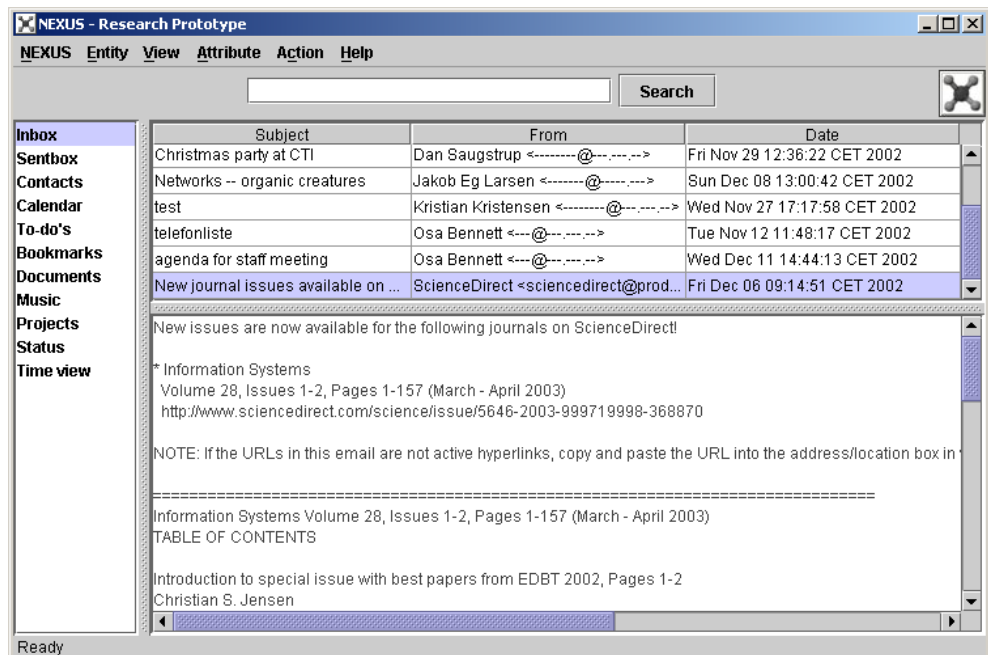 NEXUS - Research Prototype
NEXUS Entity View Attribute Action Help
Search
Inbox
Sentbox
Contacts
Calendar
To-do's
Bookmarks
Documents
Music
Projects
Status
Time view
Subject From Date
Christmas party at CTI Dan Saugstrup <--------@---.---.--> Fri Nov 29 12:36:22 CET 2002
Networks -- organic creatures Jakob Eg Larsen <-------@-----.---> Sun Dec 08 13:00:42 CET 2002
test Kristian Kristensen <--------@---.---.--> Wed Nov 27 17:17:58 CET 2002
telefonliste Osa Bennett <---@---.---.--> Tue Nov 12 11:48:17 CET 2002
agenda for staff meeting Osa Bennett <---@---.---.--> Wed Dec 11 14:44:13 CET 2002
New journal issues available on ... ScienceDirect <sciencedirect@prod... Fri Dec 06 09:14:51 CET 2002
New issues are now available for the following journals on ScienceDirect!
* Information Systems
Volume 28, Issues 1-2, Pages 1-157 (March - April 2003)
http://www.sciencedirect.com/science/issue/5646-2003-999719998-368870
NOTE: If the URLs in this email are not active hyperlinks, copy and paste the URL into the address/location box in
==============================================================================
Information Systems Volume 28, Issues 1-2, Pages 1-157 (March - April 2003)
TABLE OF CONTENTS
Introduction to special issue with best papers from EDBT 2002, Pages 1-2
Christian S. Jensen
Ready